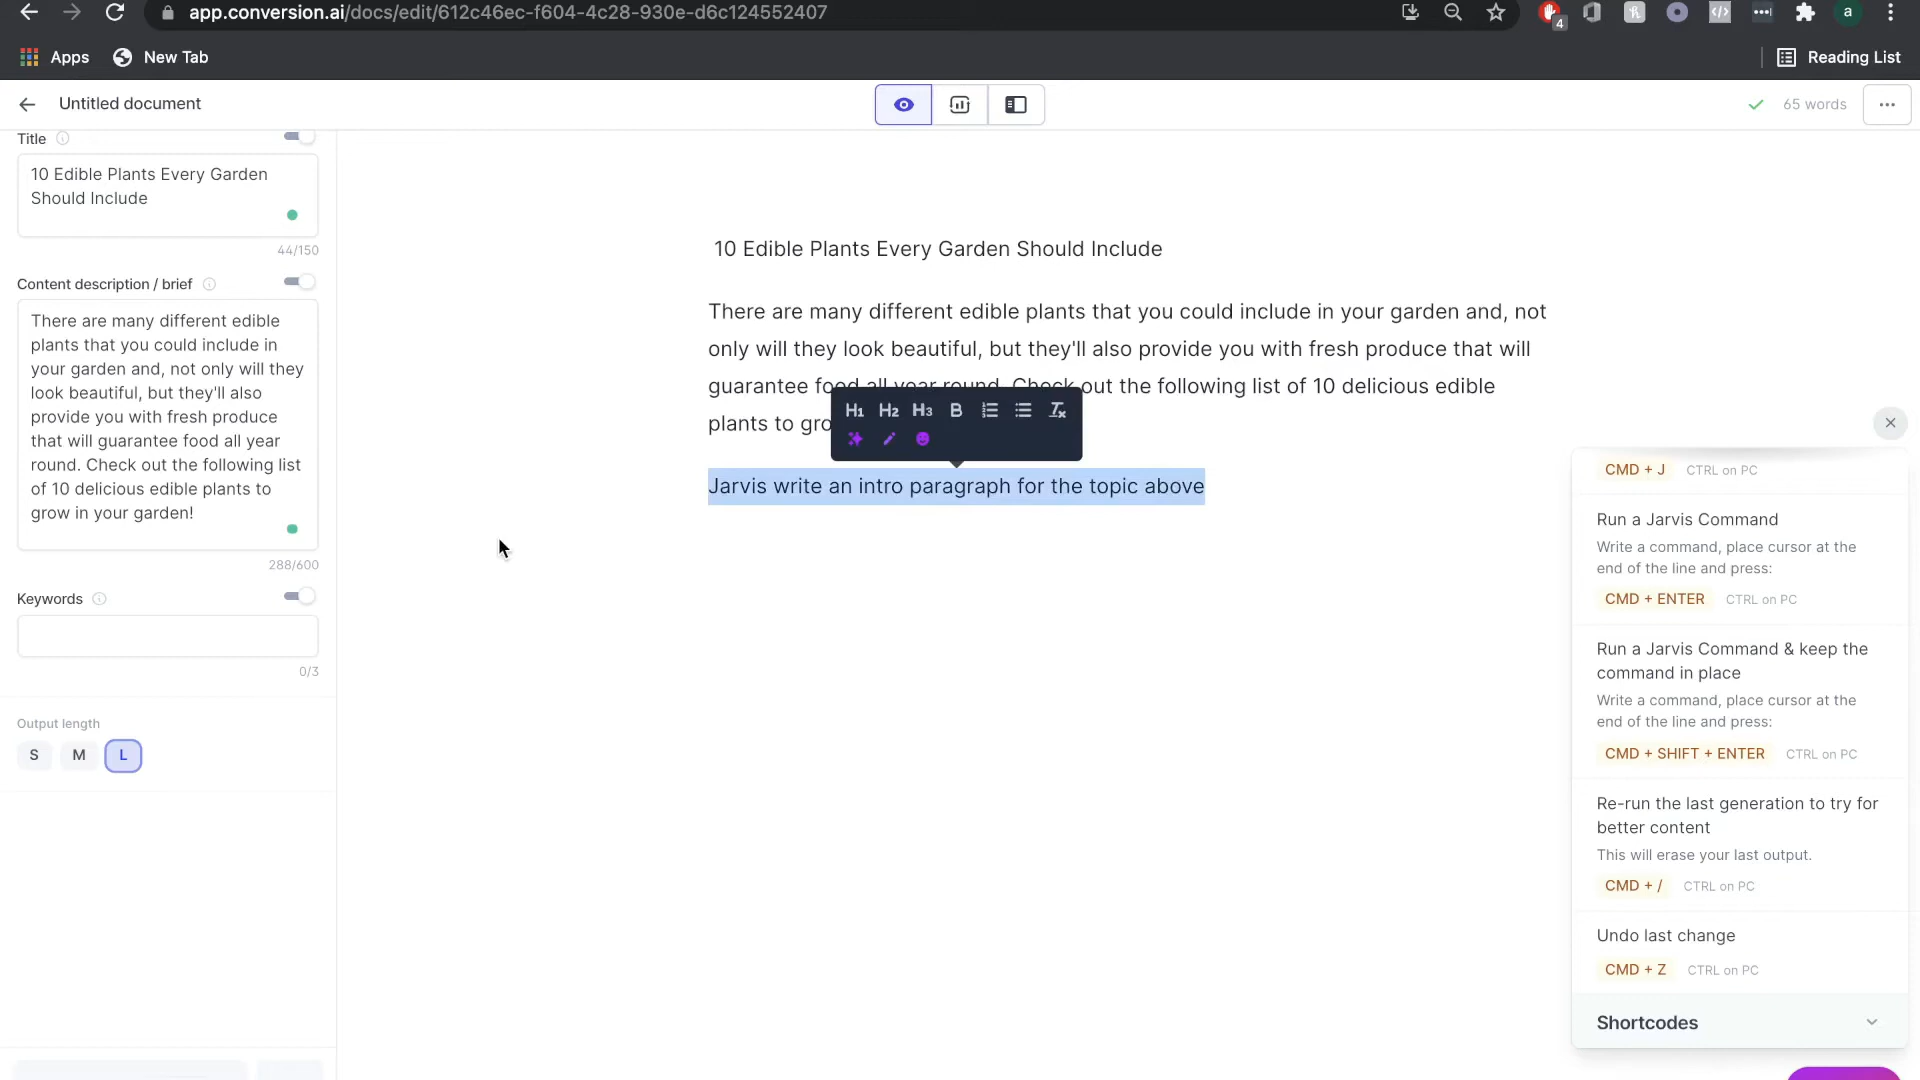 app.conversion.ai/docs/edit/612c46ec-f604-4c28-930e-d6c124552407
4
a
Apps
New Tab
Reading List
Untitled document
65 words
Title
10 Edible Plants Every Garden
Should Include
44/150
Content description / brief
There are many different edible
plants that you could include in
your garden and, not only will they
look beautiful, but they'll also
provide you with fresh produce
that will guarantee food all year
round. Check out the following list
of 10 delicious edible plants to
grow in your garden!
288/600
Keywords
0/3
Output length
S M L
10 Edible Plants Every Garden Should Include
There are many different edible plants that you could include in your garden and, not
only will they look beautiful, but they'll also provide you with fresh produce that will
guarantee food all year round. Check out the following list of 10 delicious edible
plants to gro
H1 H2 H3 B
Jarvis write an intro paragraph for the topic above
CMD + J CTRL on PC
Run a Jarvis Command
Write a command, place cursor at the
end of the line and press:
CMD + ENTER CTRL on PC
Run a Jarvis Command & keep the
command in place
Write a command, place cursor at the
end of the line and press:
CMD + SHIFT + ENTER CTRL on PC
Re-run the last generation to try for
better content
This will erase your last output.
CMD + / CTRL on PC
Undo last change
CMD + Z CTRL on PC
Shortcodes